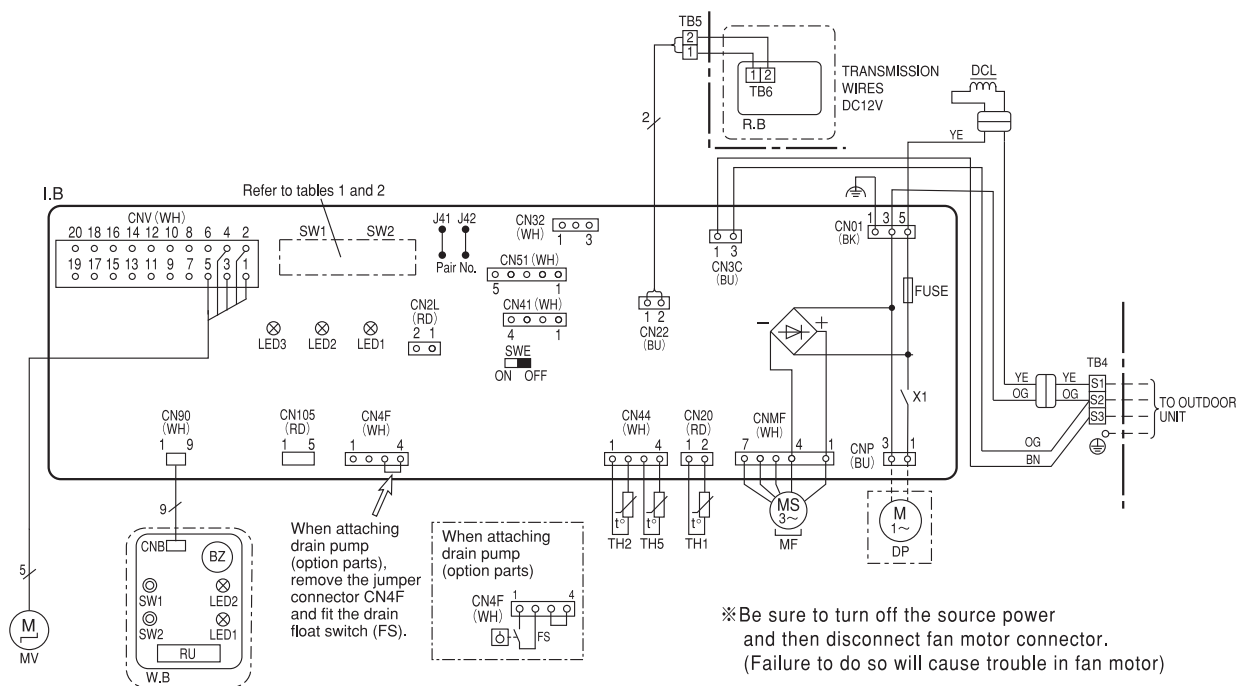 TB5
2
1
1 2
TB6
R.B
TRANSMISSION
WIRES
DC12V
DCL
YE
2
I.B
Refer to tables 1 and 2
CNV (WH)
20 18 16 14 12 10 8 6 4 2
19 17 15 13 11 9 7 5 3 1
SW1 SW2
J41 J42
Pair No.
CN32
(WH)
1 3
CN51 (WH)
5 1
CN41 (WH)
4 1
SWE
ON OFF
CN2L
(RD)
2 1
LED3 LED2 LED1
1 2
CN22
(BU)
1 3
CN3C
(BU)
1 3 5
CN01
(BK)
FUSE
− +
X1
TB4
YE YE S1
OG OG S2
S3
OG
BN
TO OUTDOOR
UNIT
CN90
(WH)
1 9
CN105
(RD)
1 5
CN4F
(WH)
1 4
CN44
(WH)
1 4
CN20
(RD)
1 2
CNMF
(WH)
7 4 1
CNP
(BU)
3 1
t° t° t°
TH2 TH5 TH1
MS
3~
MF
M
1~
DP
9
CNB
BZ
SW1
LED2
SW2
LED1
RU
W.B
5
M
MV
When attaching
drain pump
(option parts),
remove the jumper
connector CN4F
and fit the drain
float switch (FS).
When attaching
drain pump
(option parts)
CN4F
(WH)
1 4
FS
※Be sure to turn off the source power
and then disconnect fan motor connector.
(Failure to do so will cause trouble in fan motor)